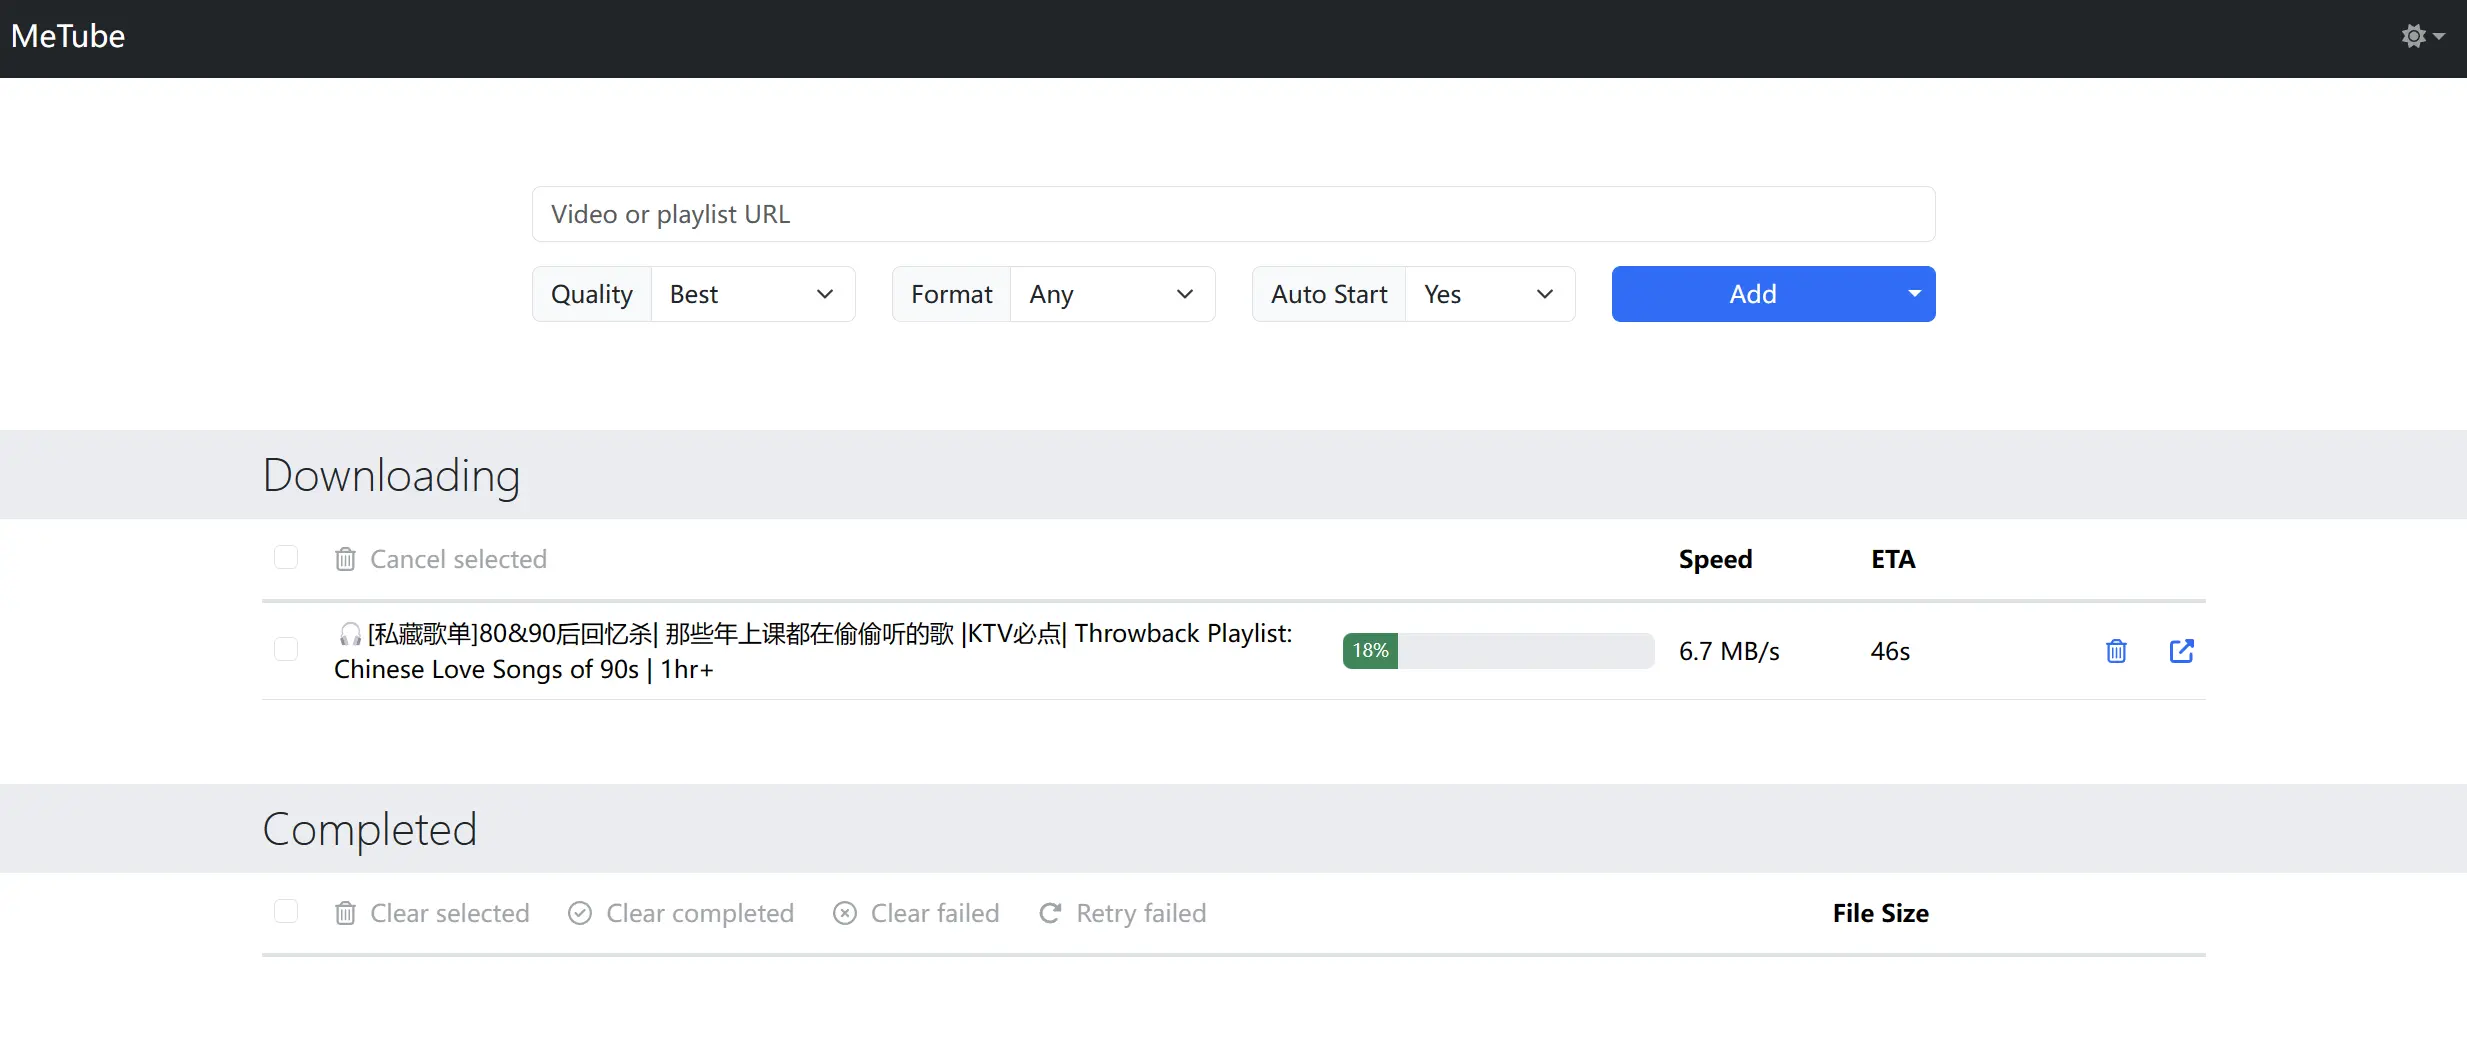 MeTube
Video or playlist URL
Quality Best Format Any Auto Start Yes Add
Downloading
Cancel selected Speed ETA
🎧[私藏歌单]80&90后回忆杀| 那些年上课都在偷偷听的歌 |KTV必点| Throwback Playlist:
Chinese Love Songs of 90s | 1hr+
18% 6.7 MB/s 46s
Completed
Clear selected Clear completed Clear failed Retry failed File Size